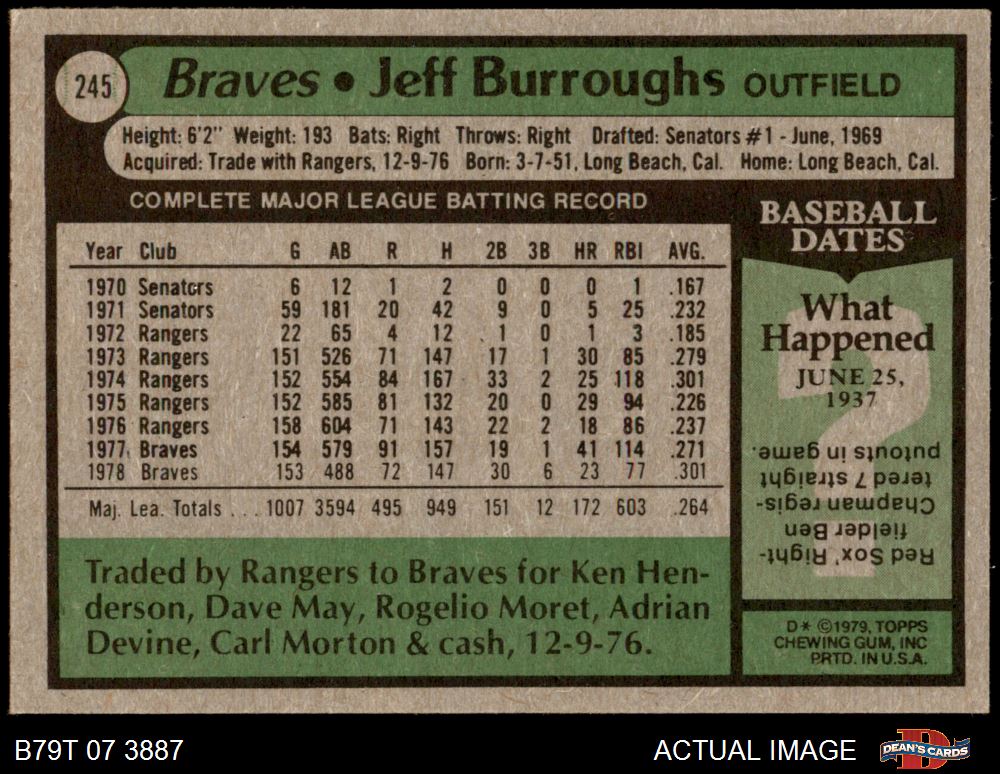 245
Braves • Jeff Burroughs OUTFIELD
Height: 6'2" Weight: 193 Bats: Right Throws: Right Drafted: Senators #1 - June, 1969
Acquired: Trade with Rangers, 12-9-76 Born: 3-7-51, Long Beach, Cal. Home: Long Beach, Cal.
COMPLETE MAJOR LEAGUE BATTING RECORD
Year Club G AB R H 2B 3B HR RBI AVG.
1970 Senators 6 12 1 2 0 0 0 1 .167
1971 Senators 59 181 20 42 9 0 5 25 .232
1972 Rangers 22 65 4 12 1 0 1 3 .185
1973 Rangers 151 526 71 147 17 1 30 85 .279
1974 Rangers 152 554 84 167 33 2 25 118 .301
1975 Rangers 152 585 81 132 20 0 29 94 .226
1976 Rangers 158 604 71 143 22 2 18 86 .237
1977 Braves 154 579 91 157 19 1 41 114 .271
1978 Braves 153 488 72 147 30 6 23 77 .301
Maj. Lea. Totals . . . 1007 3594 495 949 151 12 172 603 .264
Traded by Rangers to Braves for Ken Hen-
derson, Dave May, Rogelio Moret, Adrian
Devine, Carl Morton & cash, 12-9-76.
BASEBALL
DATES
What
Happened
JUNE 25,
1937
?
Red Sox' Right-
fielder Ben
Chapman regis-
tered 7 straight
putouts in game.
D* ©1979, TOPPS
CHEWING GUM, INC
PRTD. IN U.S.A.
B79T 07 3887
ACTUAL IMAGE
D
DEAN'S CARDS